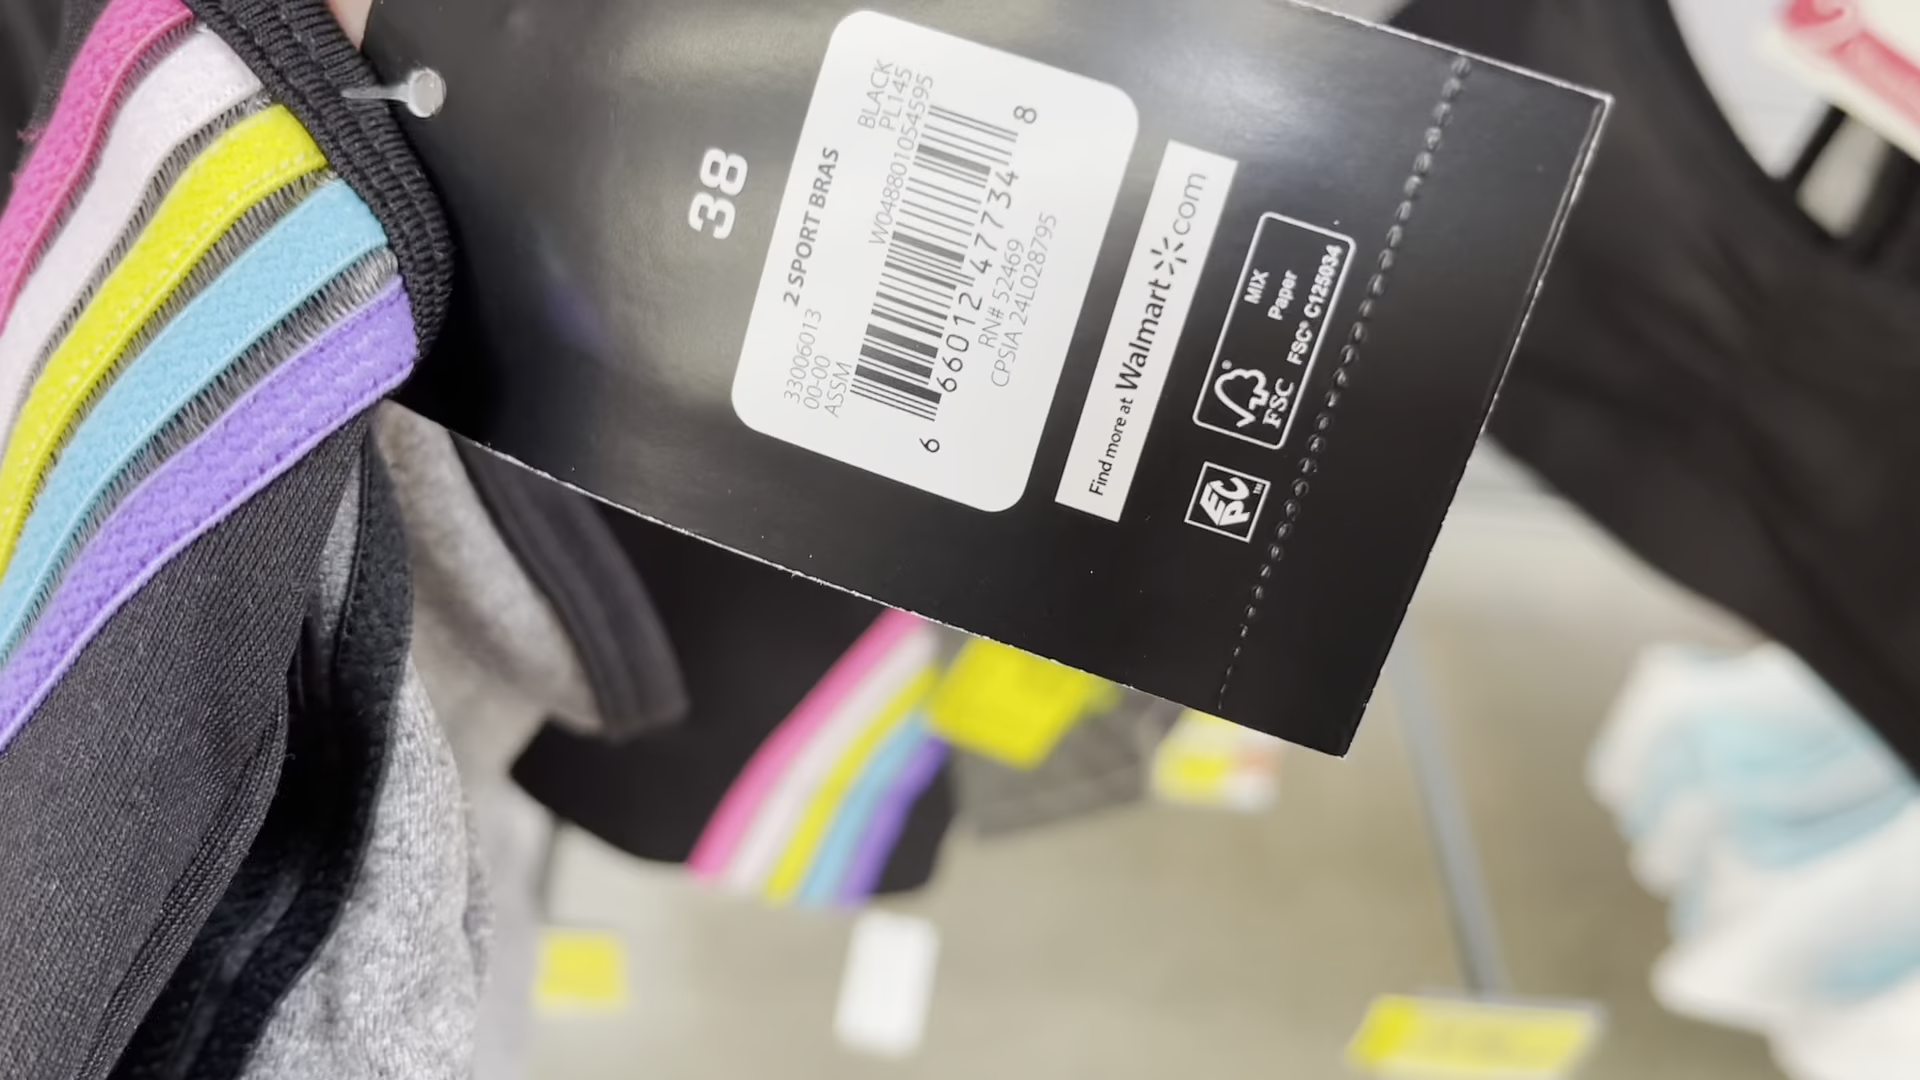 38
2 SPORT BRAS
33006013
00-00
ASSM
BLACK
PL145
W048801054595
6 66012 47734 8
RN# 52469
CPSIA 24L028795
Find more at Walmart.com
MIX
Paper
FSC
FSC® C125034
EPC™